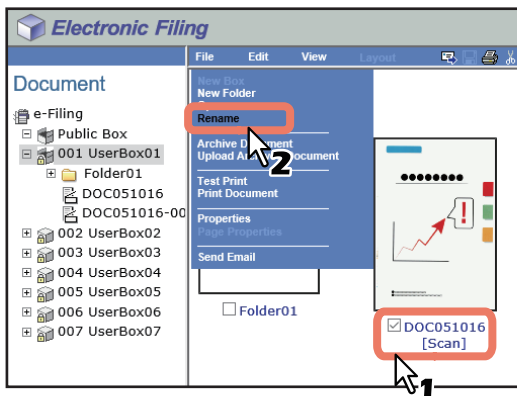 Electronic Filing
File Edit View Layout
Document
e-Filing
Public Box
001 UserBox01
Folder01
DOC051016
DOC051016-00
002 UserBox02
003 UserBox03
004 UserBox04
005 UserBox05
006 UserBox06
007 UserBox07
New Box
New Folder
Rename
Archive Document
Upload Document
Test Print
Print Document
Properties
Page Properties
Send Email
2
Folder01
!
DOC051016
[Scan]
1